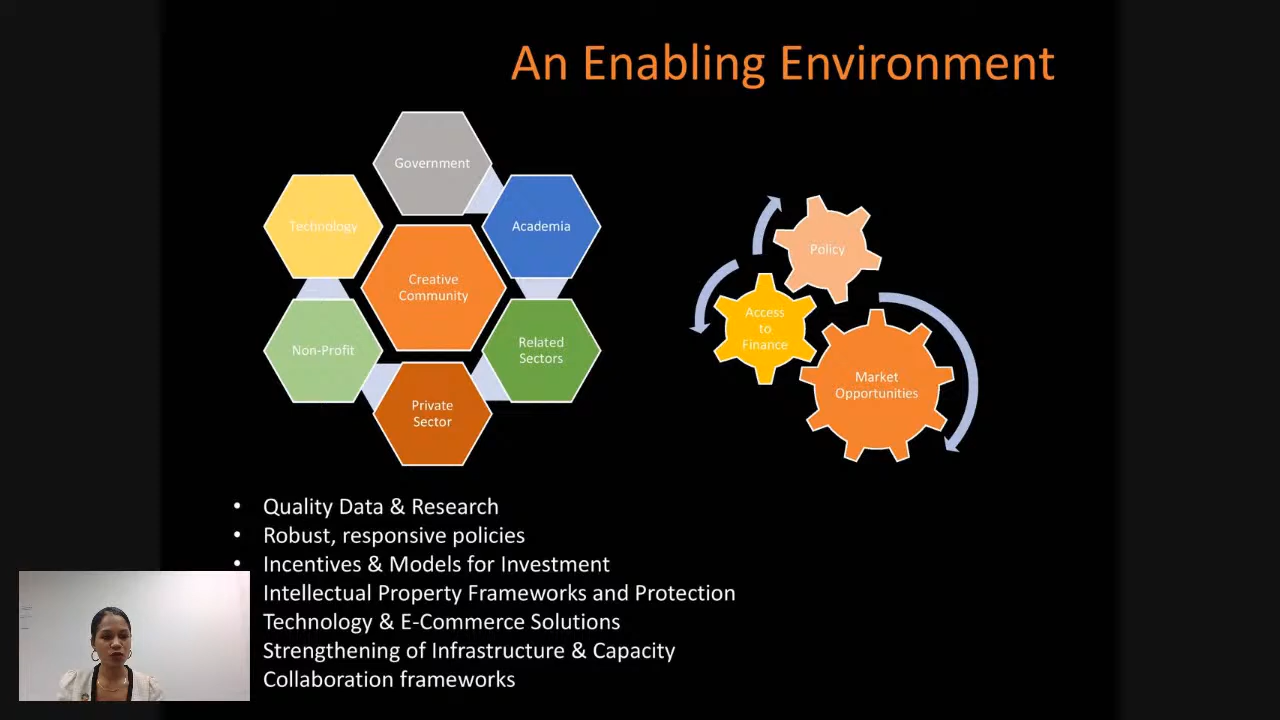 An Enabling Environment
Government
Technology
Academia
Creative
Community
Non-Profit
Related
Sectors
Private
Sector
Policy
Access
to
Finance
Market
Opportunities
• Quality Data & Research
• Robust, responsive policies
• Incentives & Models for Investment
Intellectual Property Frameworks and Protection
Technology & E-Commerce Solutions
Strengthening of Infrastructure & Capacity
Collaboration frameworks